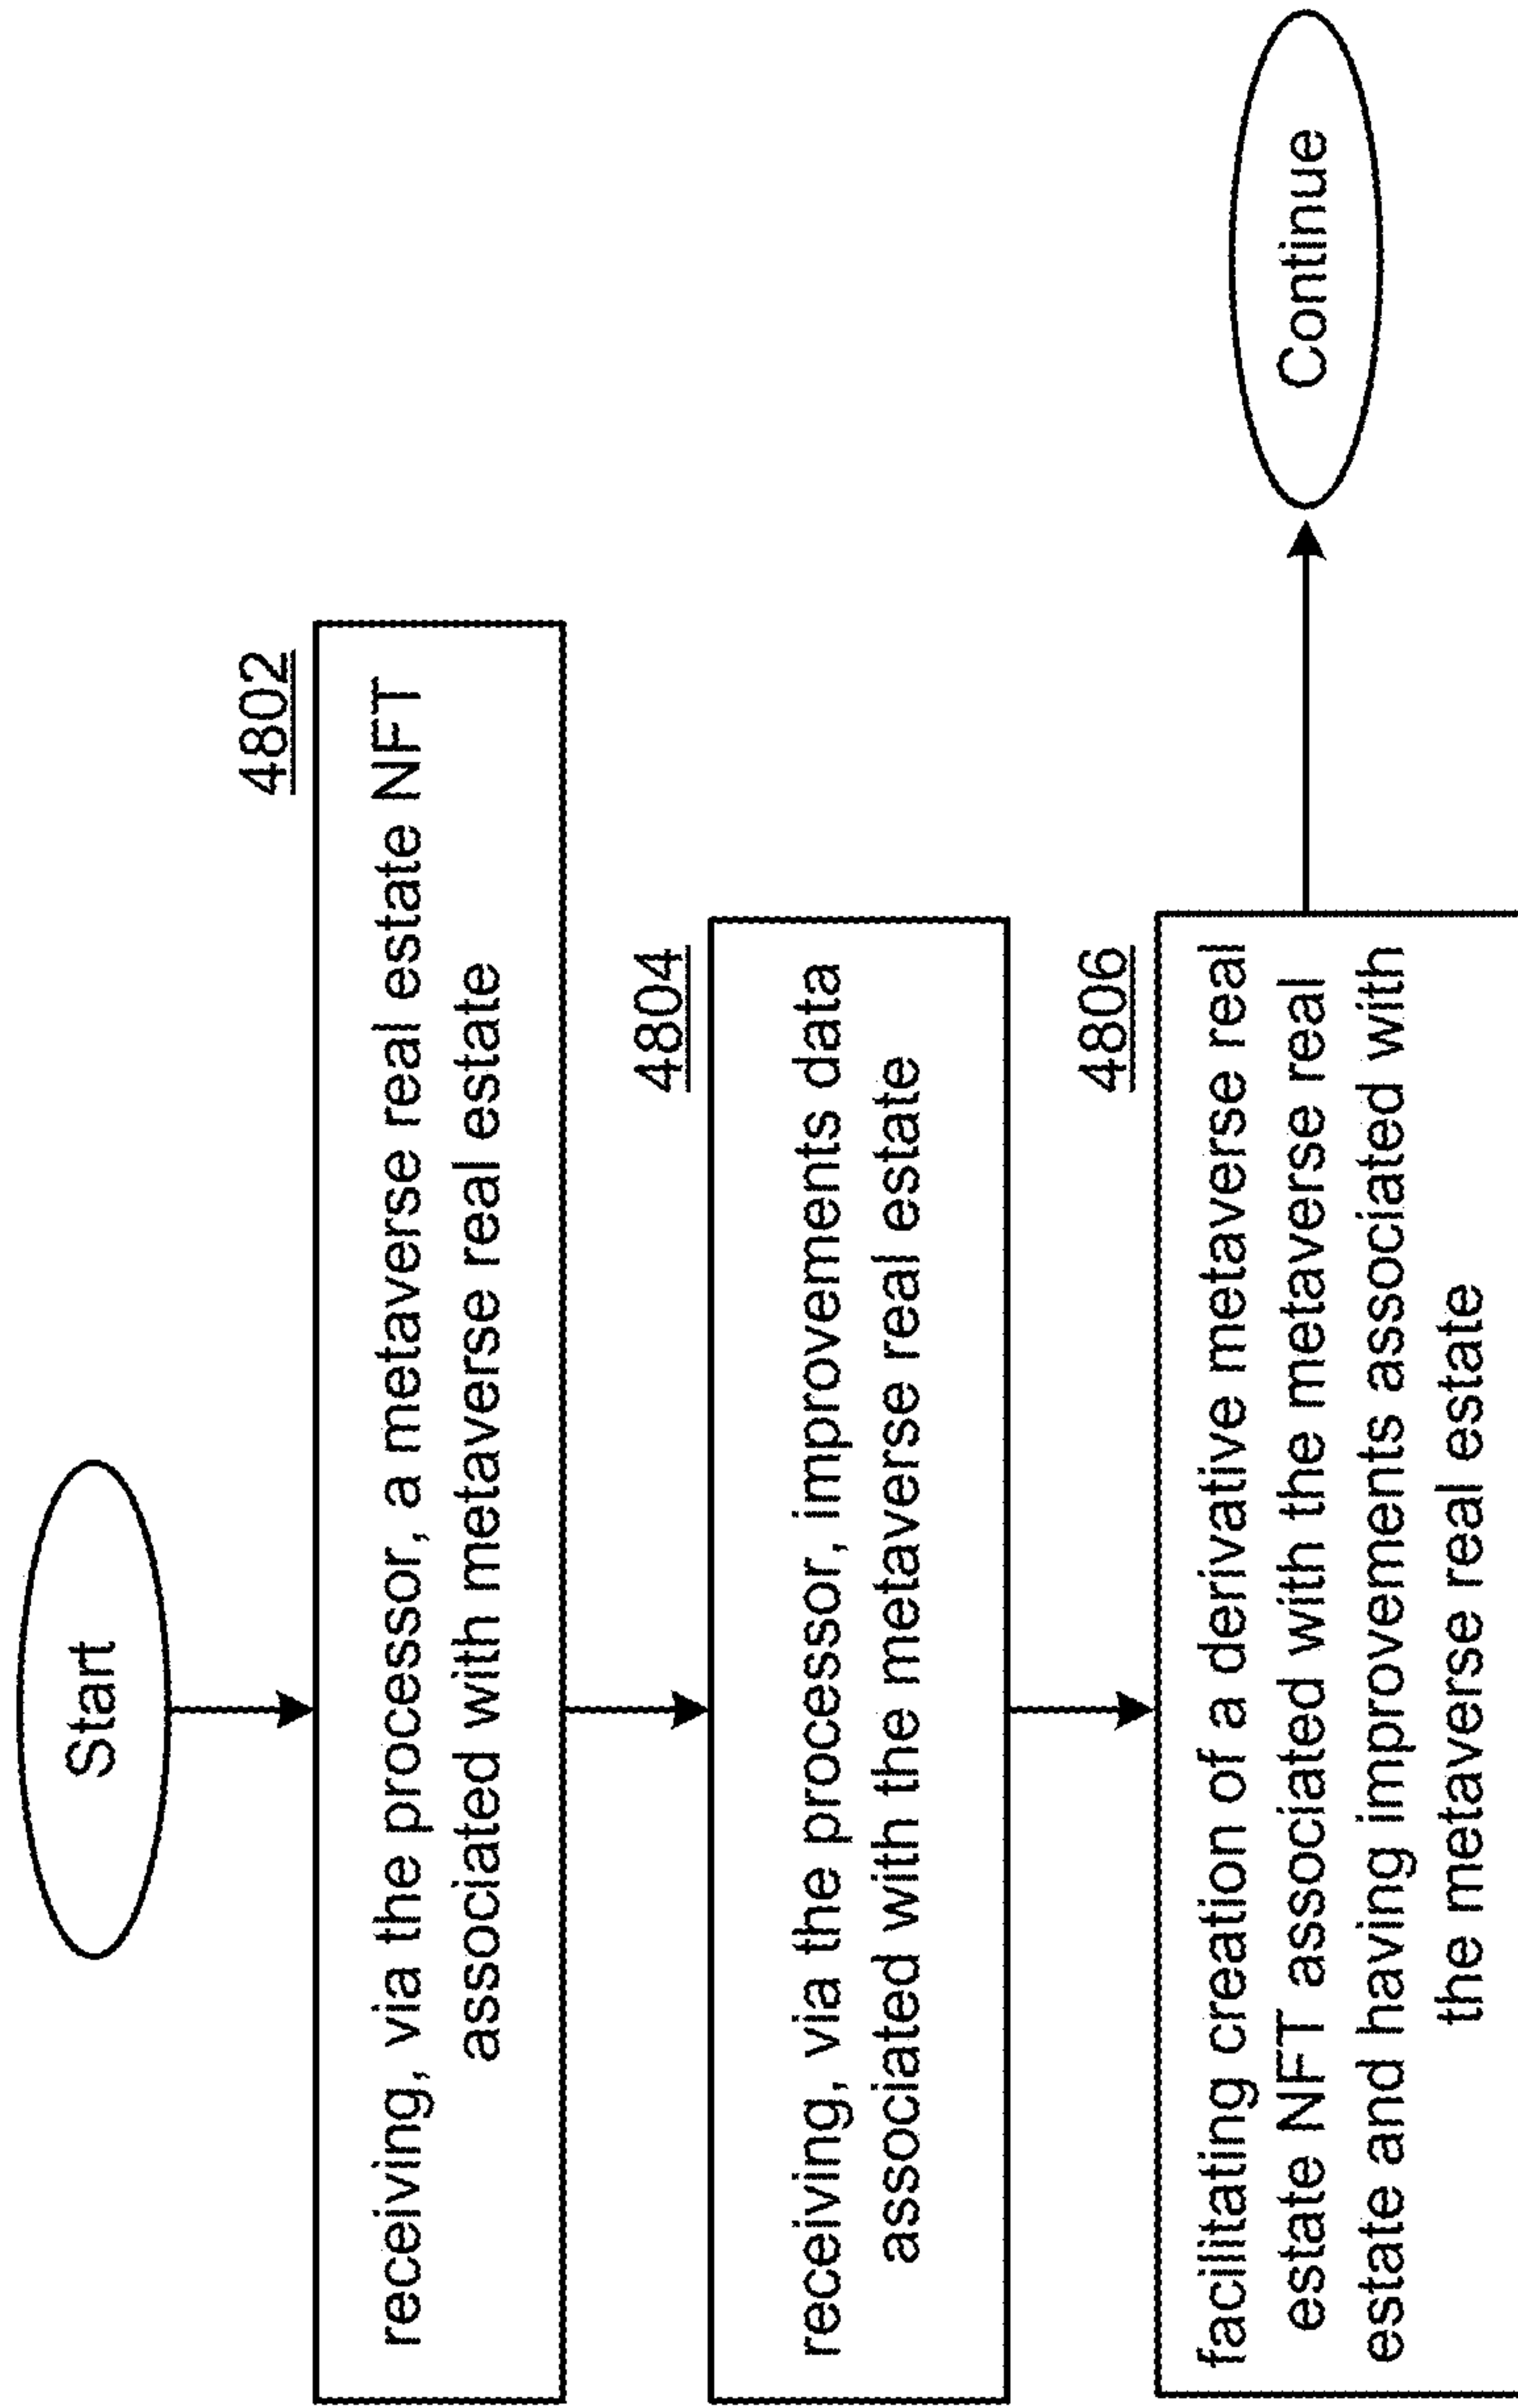 Start
4802
receiving, via the processor, a metaverse real estate NFT
associated with metaverse real estate
4804
receiving, via the processor, improvements data
associated with the metaverse real estate
4806
facilitating creation of a derivative metaverse real
estate NFT associated with the metaverse real
estate and having improvements associated with
the metaverse real estate
Continue